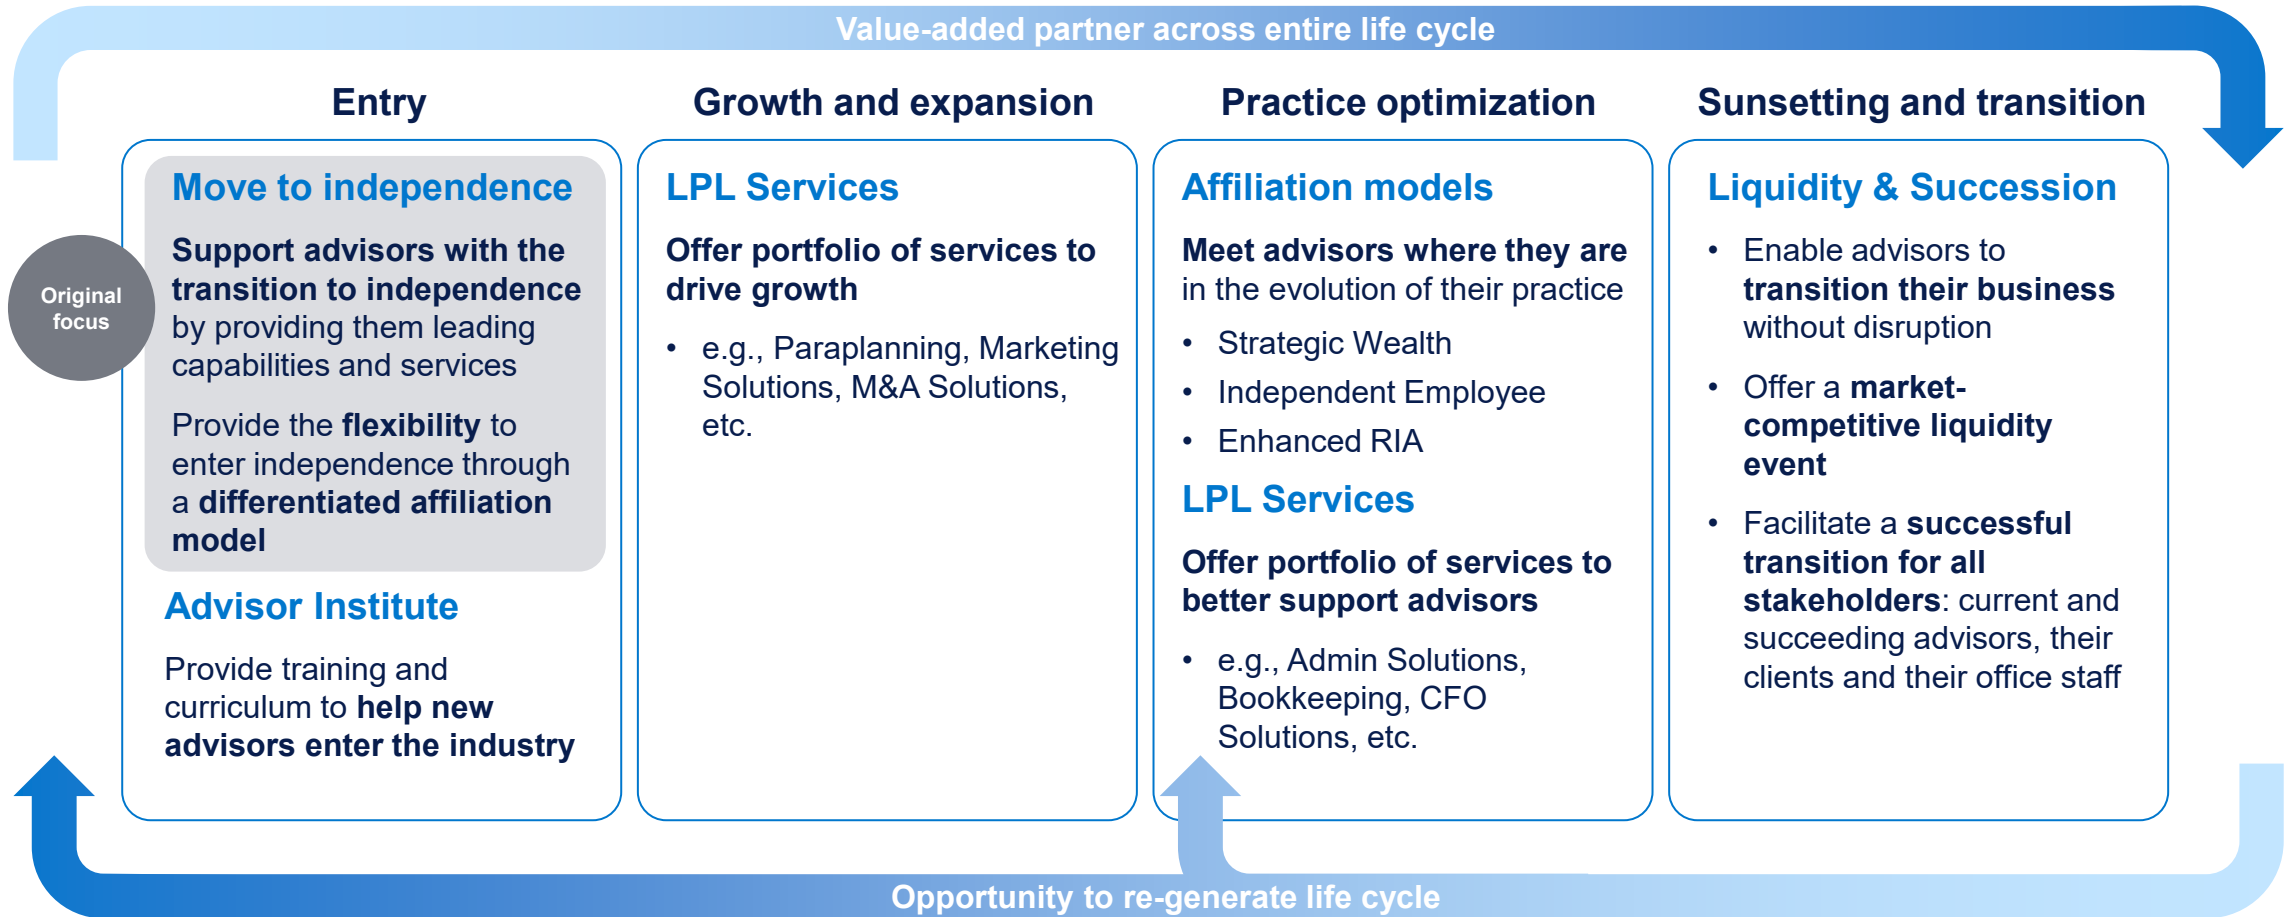 Value-added partner across entire life cycle
Entry
Move to independence
Support advisors with the
transition to independence
by providing them leading
capabilities and services
Provide the flexibility to
enter independence through
a differentiated affiliation
model
Original
focus
Advisor Institute
Provide training and
curriculum to help new
advisors enter the industry
Growth and expansion
LPL Services
Offer portfolio of services to
drive growth
• e.g., Paraplanning, Marketing
Solutions, M&A Solutions,
etc.
Practice optimization
Affiliation models
Meet advisors where they are
in the evolution of their practice
• Strategic Wealth
• Independent Employee
• Enhanced RIA
LPL Services
Offer portfolio of services to
better support advisors
• e.g., Admin Solutions,
Bookkeeping, CFO
Solutions, etc.
Sunsetting and transition
Liquidity & Succession
• Enable advisors to
transition their business
without disruption
• Offer a market-
competitive liquidity
event
• Facilitate a successful
transition for all
stakeholders: current and
succeeding advisors, their
clients and their office staff
Opportunity to re-generate life cycle